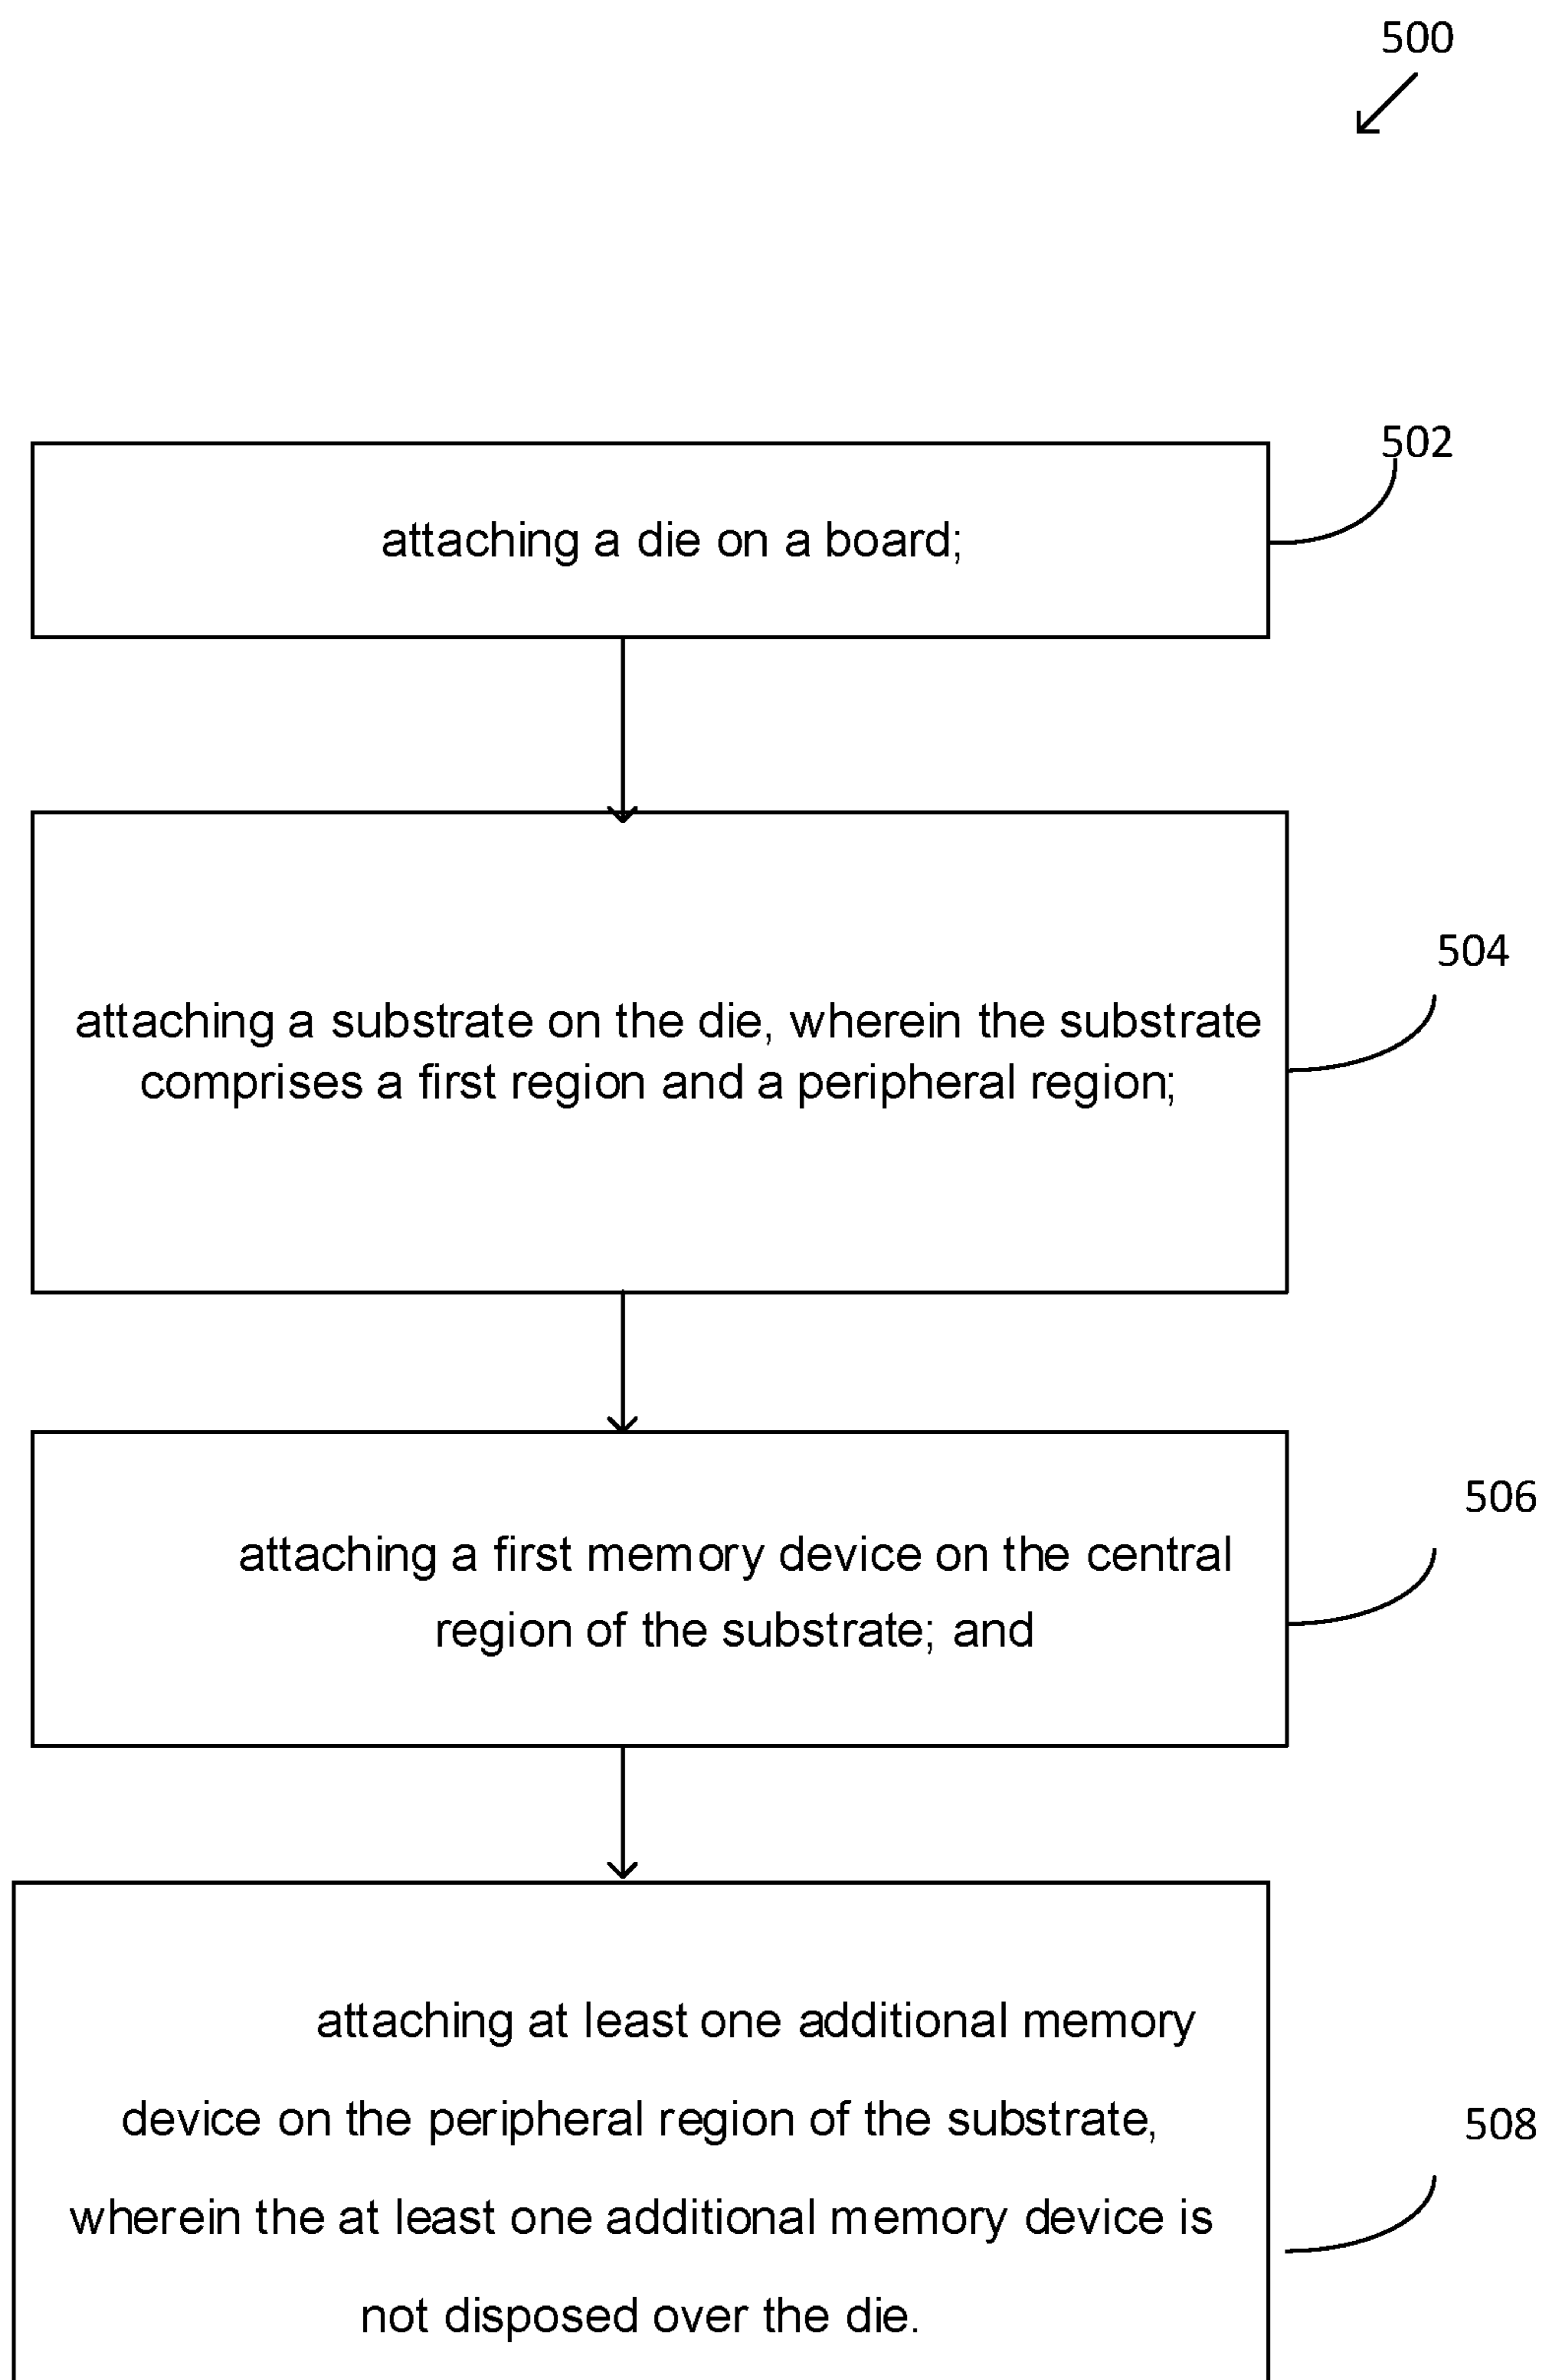 500
502
attaching a die on a board;
504
attaching a substrate on the die, wherein the substrate
comprises a first region and a peripheral region;
506
attaching a first memory device on the central
region of the substrate; and
attaching at least one additional memory
device on the peripheral region of the substrate,
508
wherein the at least one additional memory device is
not disposed over the die.